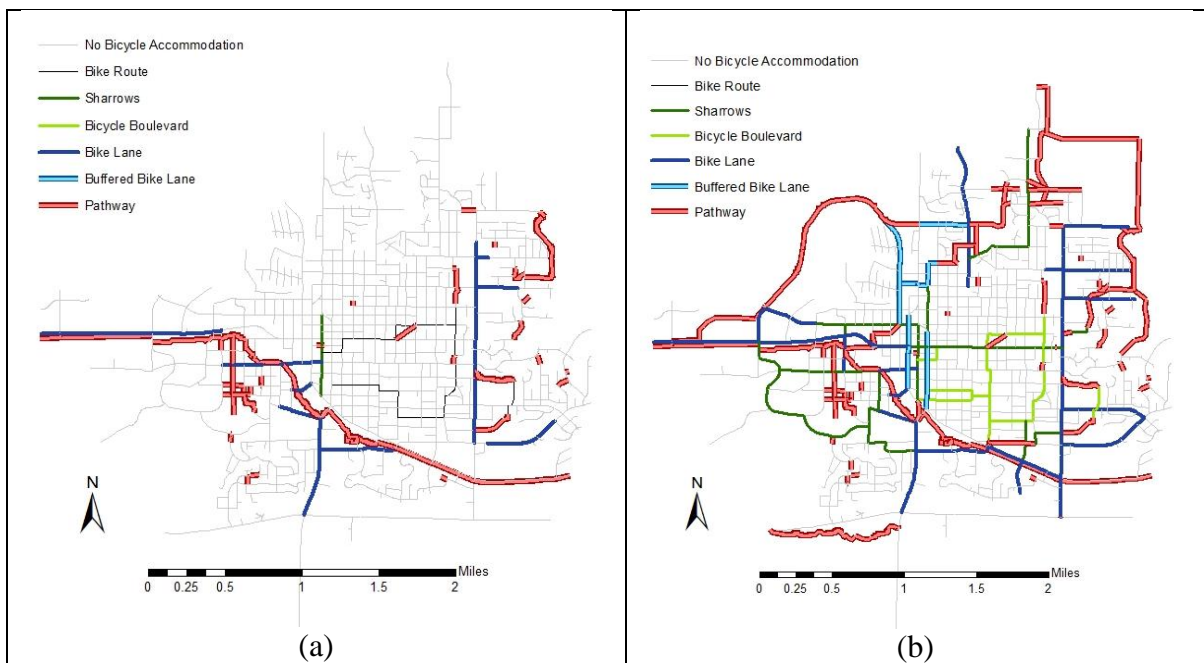 No Bicycle Accommodation
Bike Route
Sharrows
Bicycle Boulevard
Bike Lane
Buffered Bike Lane
Pathway
N
Miles
0 0.25 0.5 1 1.5 2
(a)
No Bicycle Accommodation
Bike Route
Sharrows
Bicycle Boulevard
Bike Lane
Buffered Bike Lane
Pathway
N
Miles
0 0.25 0.5 1 1.5 2
(b)